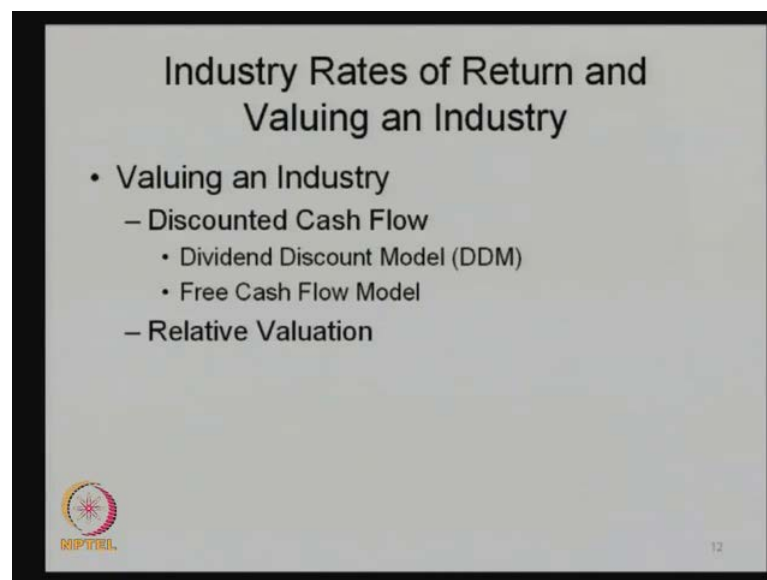 Industry Rates of Return and
Valuing an Industry
• Valuing an Industry
– Discounted Cash Flow
• Dividend Discount Model (DDM)
• Free Cash Flow Model
– Relative Valuation
NPTEL
12